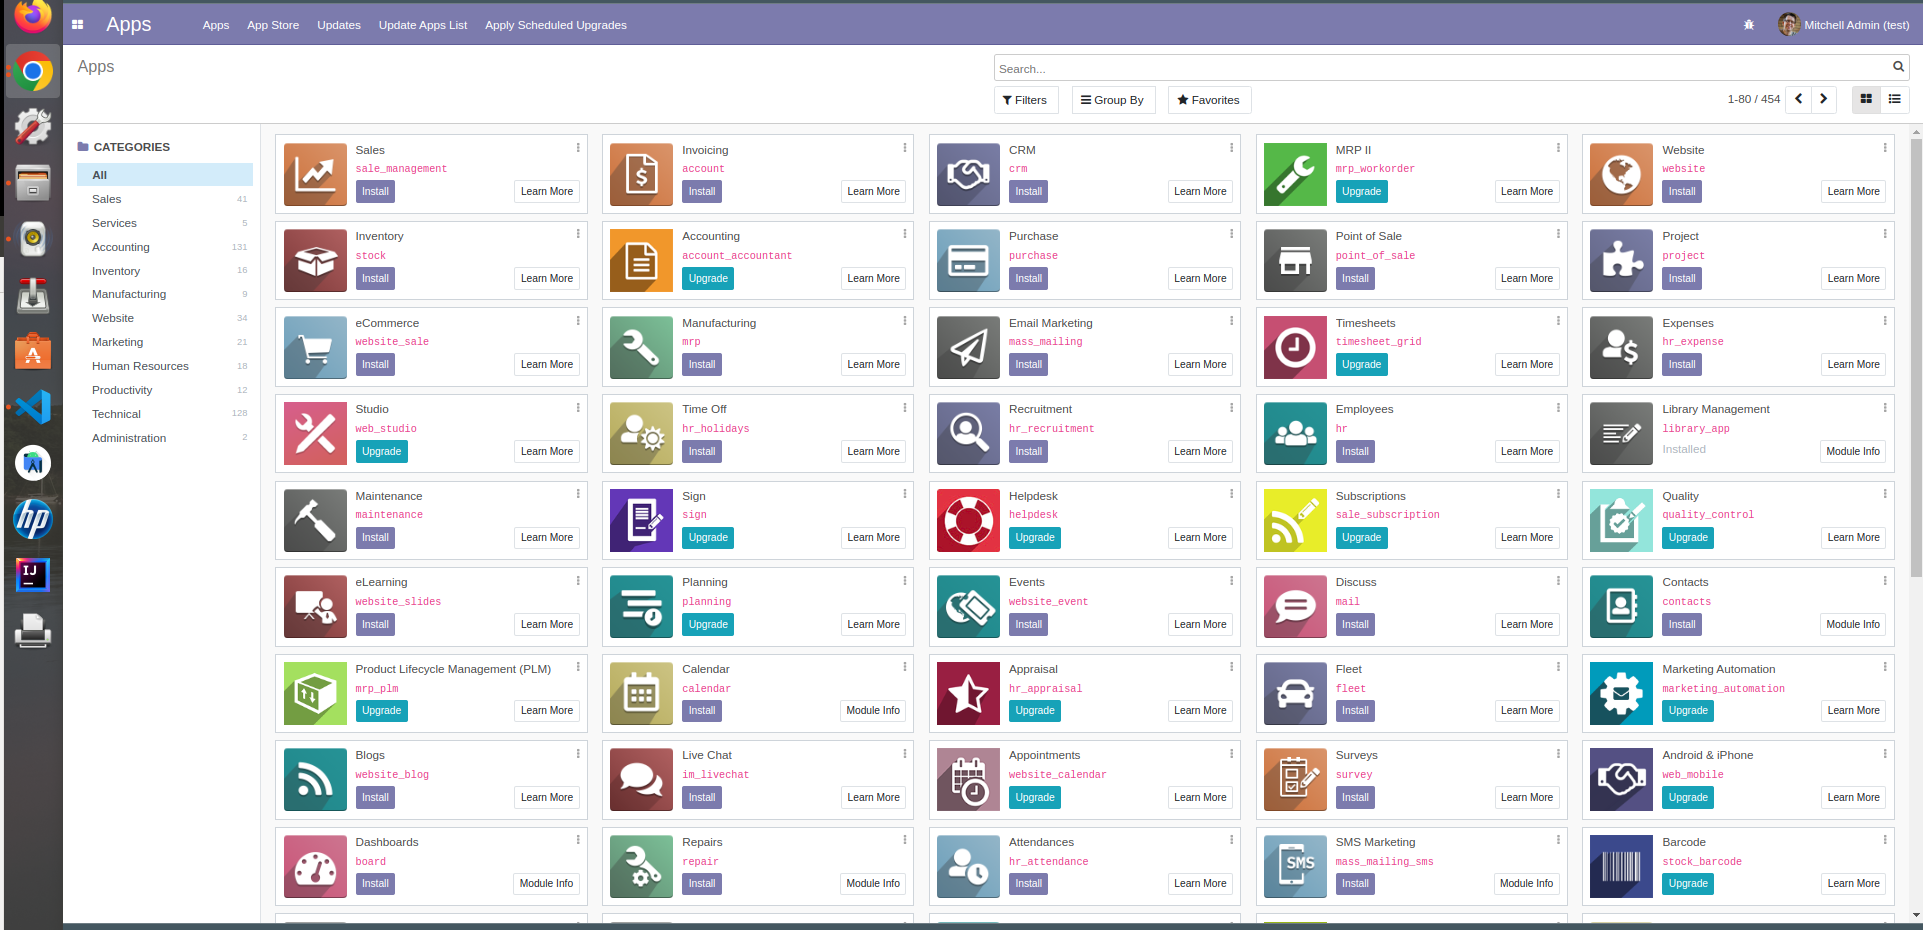 Apps
Apps
App Store
Updates
Update Apps List
Apply Scheduled Upgrades
Mitchell Admin (test)
Apps
Search...
Filters
Group By
Favorites
1-80 / 454
CATEGORIES
All
Sales 41
Services 5
Accounting 131
Inventory 16
Manufacturing 9
Website 34
Marketing 21
Human Resources 18
Productivity 12
Technical 128
Administration 2
Sales
sale_management
Install
Learn More
Invoicing
account
Install
Learn More
CRM
crm
Install
Learn More
MRP II
mrp_workorder
Upgrade
Learn More
Website
website
Install
Learn More
Inventory
stock
Install
Learn More
Accounting
account_accountant
Upgrade
Learn More
Purchase
purchase
Install
Learn More
Point of Sale
point_of_sale
Install
Learn More
Project
project
Install
Learn More
eCommerce
website_sale
Install
Learn More
Manufacturing
mrp
Install
Learn More
Email Marketing
mass_mailing
Install
Learn More
Timesheets
timesheet_grid
Upgrade
Learn More
Expenses
hr_expense
Install
Learn More
Studio
web_studio
Upgrade
Learn More
Time Off
hr_holidays
Install
Learn More
Recruitment
hr_recruitment
Install
Learn More
Employees
hr
Install
Learn More
Library Management
library_app
Installed
Module Info
Maintenance
maintenance
Install
Learn More
Sign
sign
Upgrade
Learn More
Helpdesk
helpdesk
Upgrade
Learn More
Subscriptions
sale_subscription
Upgrade
Learn More
Quality
quality_control
Upgrade
Learn More
eLearning
website_slides
Install
Learn More
Planning
planning
Upgrade
Learn More
Events
website_event
Install
Learn More
Discuss
mail
Install
Learn More
Contacts
contacts
Install
Module Info
Product Lifecycle Management (PLM)
mrp_plm
Upgrade
Learn More
Calendar
calendar
Install
Module Info
Appraisal
hr_appraisal
Upgrade
Learn More
Fleet
fleet
Install
Learn More
Marketing Automation
marketing_automation
Upgrade
Learn More
Blogs
website_blog
Install
Learn More
Live Chat
im_livechat
Install
Learn More
Appointments
website_calendar
Upgrade
Learn More
Surveys
survey
Install
Learn More
Android & iPhone
web_mobile
Upgrade
Learn More
Dashboards
board
Install
Module Info
Repairs
repair
Install
Module Info
Attendances
hr_attendance
Install
Learn More
SMS
SMS Marketing
mass_mailing_sms
Install
Module Info
Barcode
stock_barcode
Upgrade
Learn More
hp
IJ